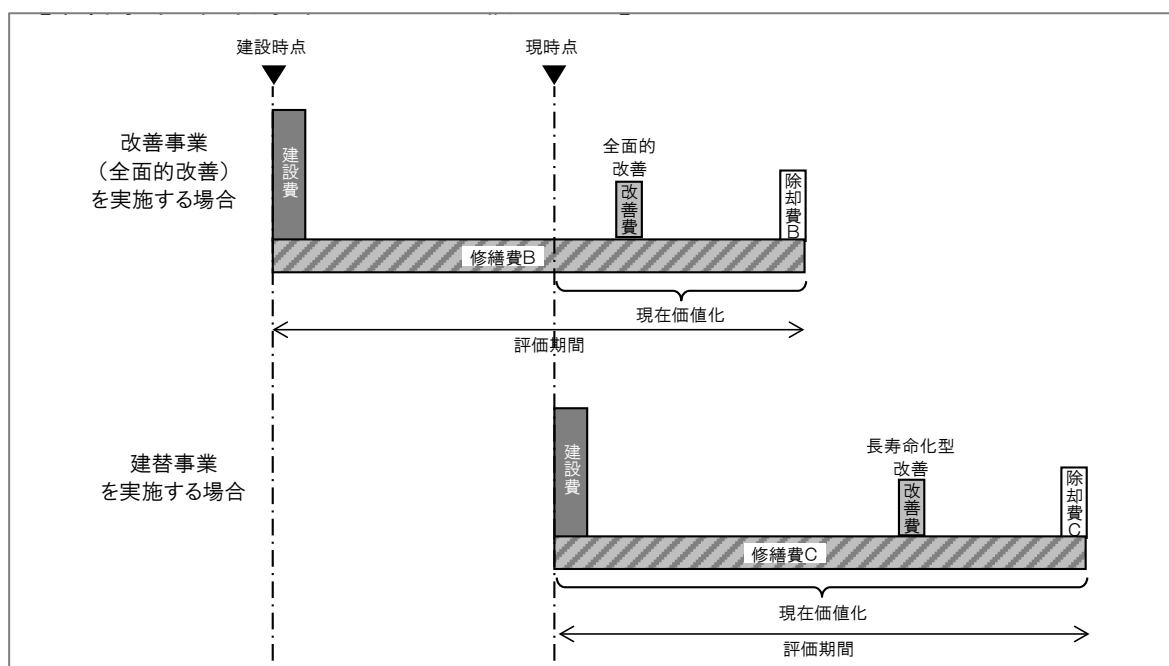 建設時点
現時点
改善事業
（全面的改善）
を実施する場合
建設費
全面的
改善
改善費
除却費B
修繕費B
現在価値化
評価期間
建替事業
を実施する場合
建設費
長寿命化型
改善
改善費
除却費C
修繕費C
現在価値化
評価期間